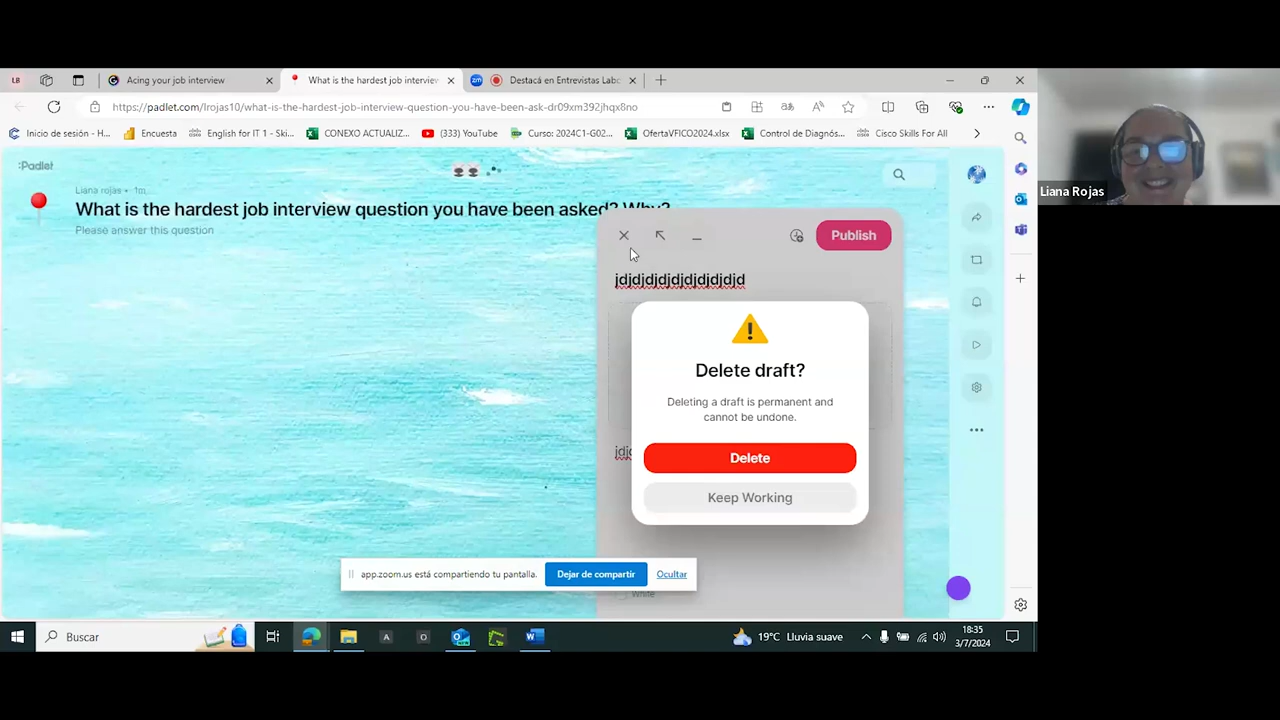 LB
Acing your job interview
What is the hardest job interview
zm
Destacá en Entrevistas Labo
https://padlet.com/lrojas10/what-is-the-hardest-job-interview-question-you-have-been-ask-dr09xm392jhqx8no
Inicio de sesión - H...
Encuesta
English for IT 1 - Ski...
CONEXO ACTUALIZ...
(333) YouTube
Curso: 2024C1-G02...
OfertaVFICO2024.xlsx
Control de Diagnós...
Cisco Skills For All
:Padlet
Liana rojas • 1m
What is the hardest job interview question you have been asked? Why?
Please answer this question
Publish
jdjdjdjdjdjdjdjdjdjd
Delete draft?
Deleting a draft is permanent and
cannot be undone.
Delete
Keep Working
app.zoom.us está compartiendo tu pantalla.
Dejar de compartir
Ocultar
White
Buscar
19°C Lluvia suave
18:35
3/7/2024
Liana Rojas